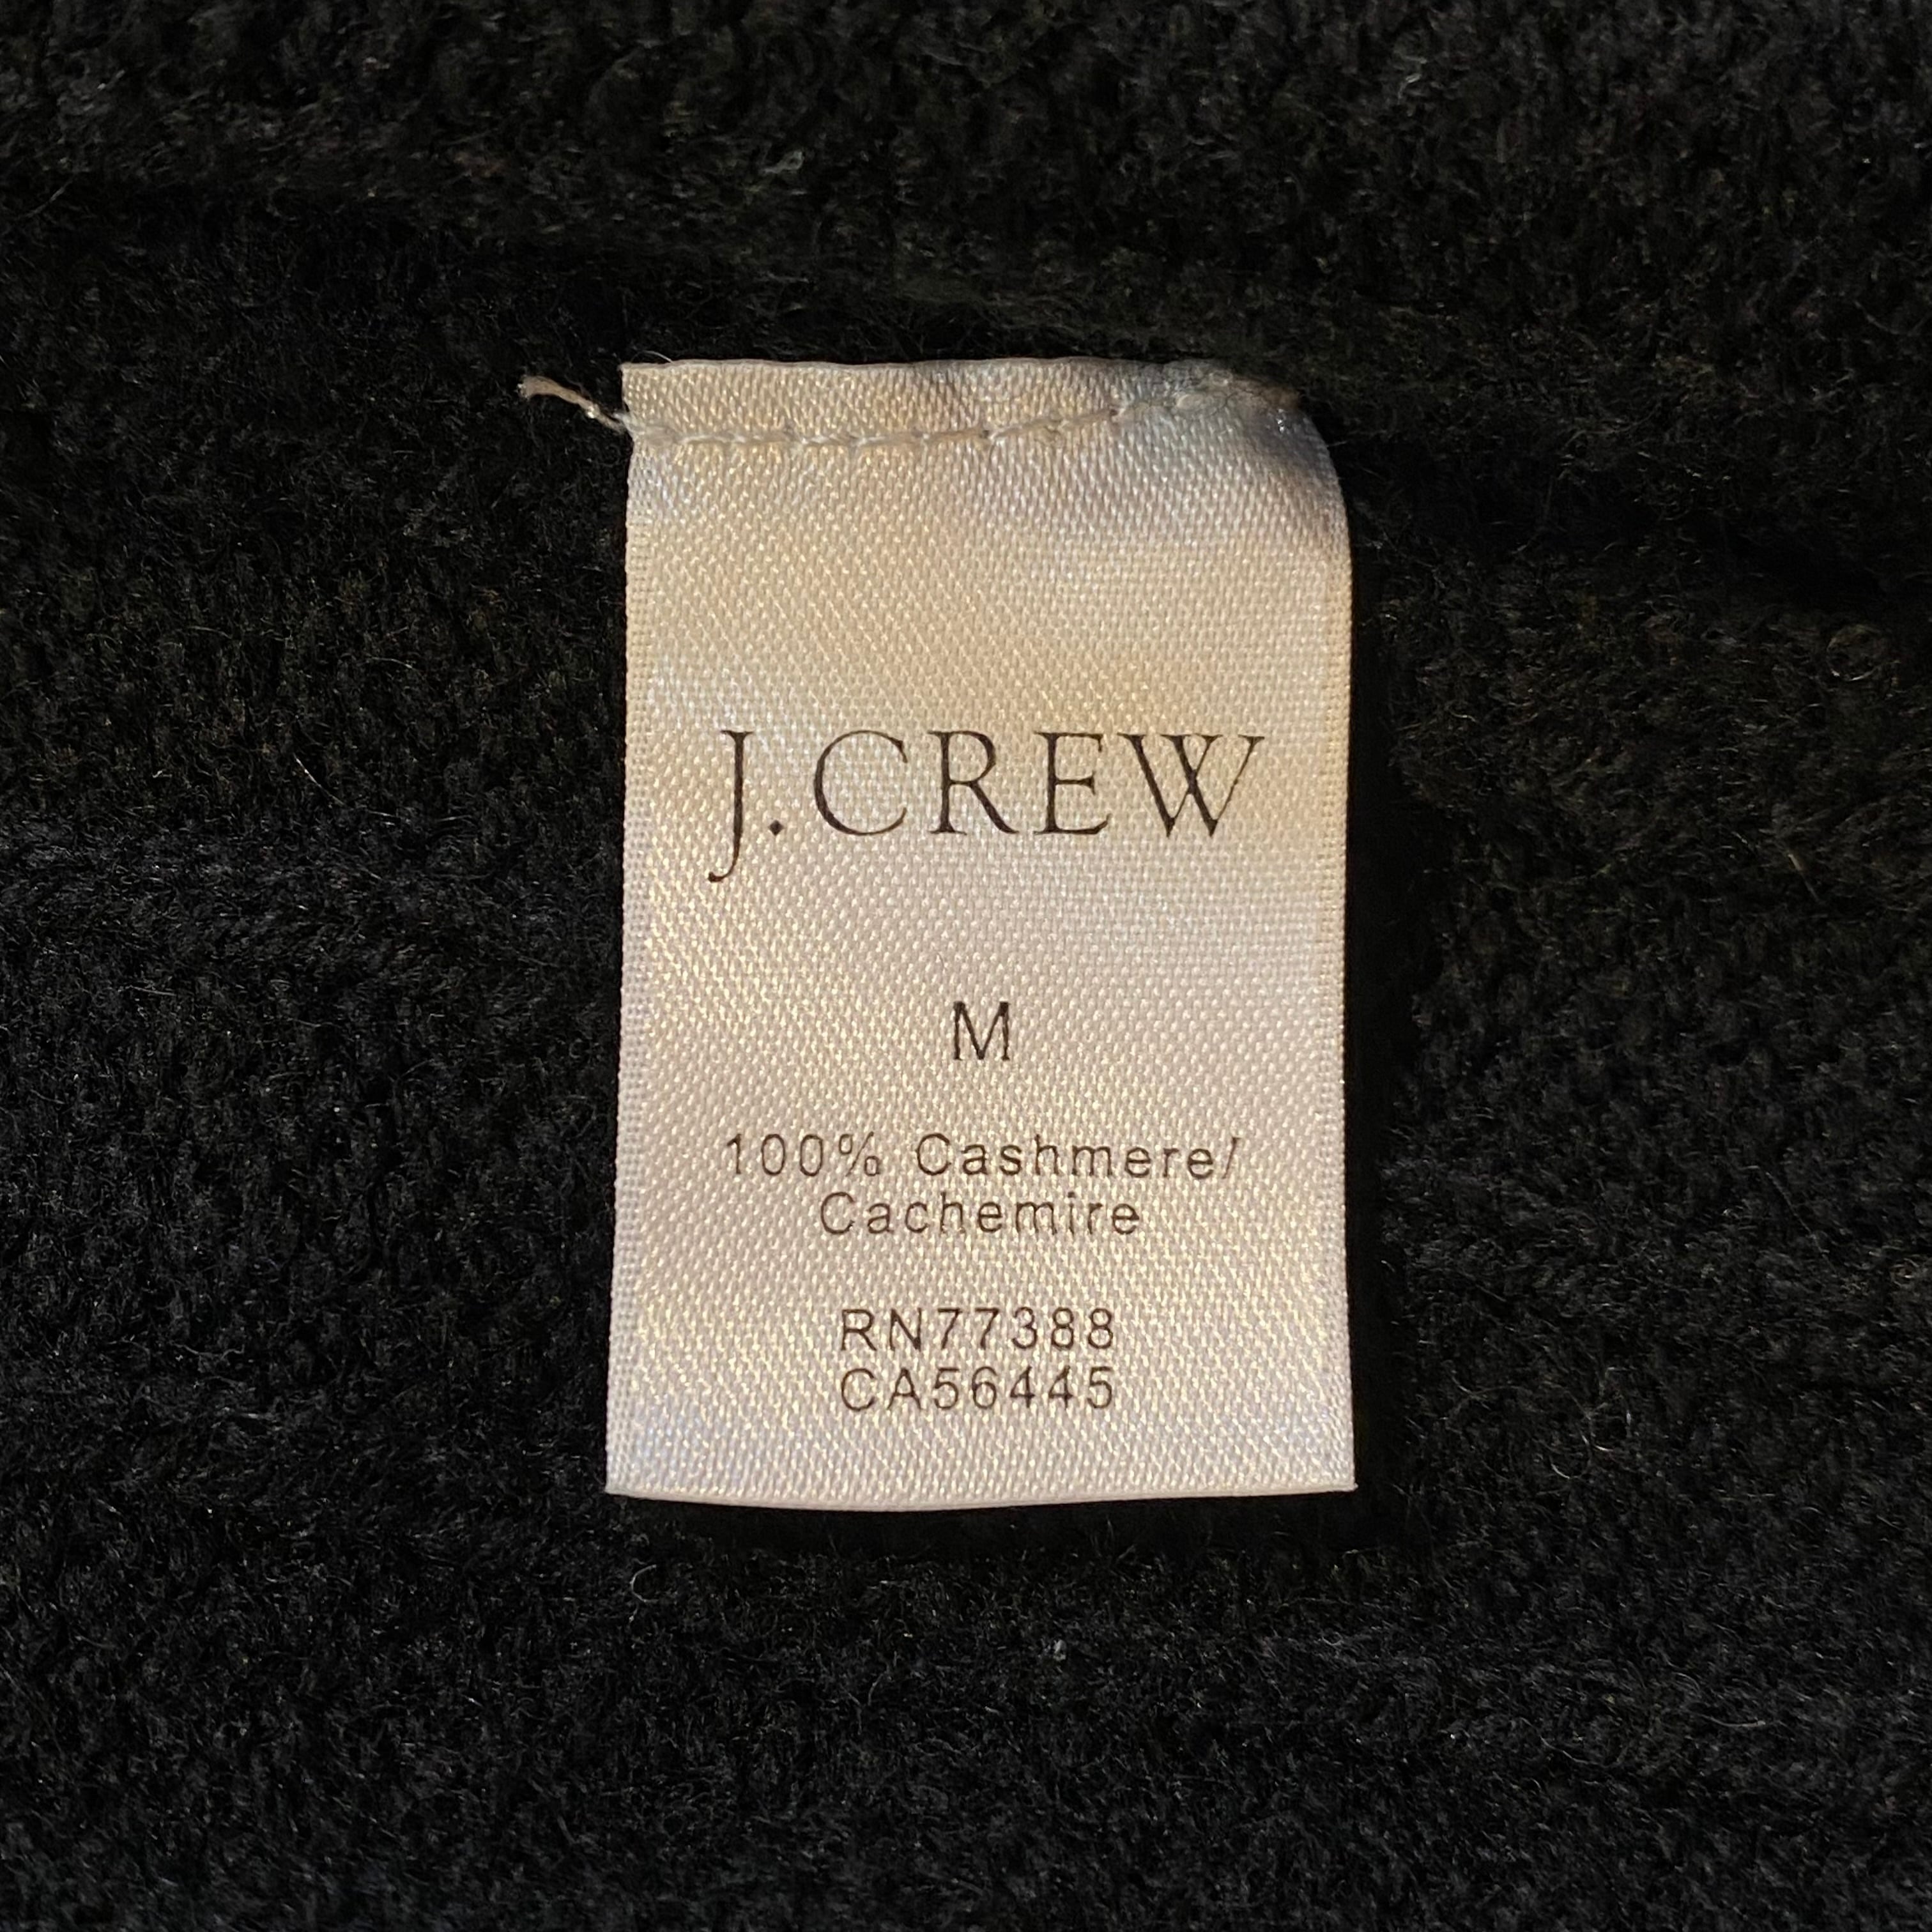 J.CREW
M
100% Cashmere/
Cachemire
RN77388
CA56445